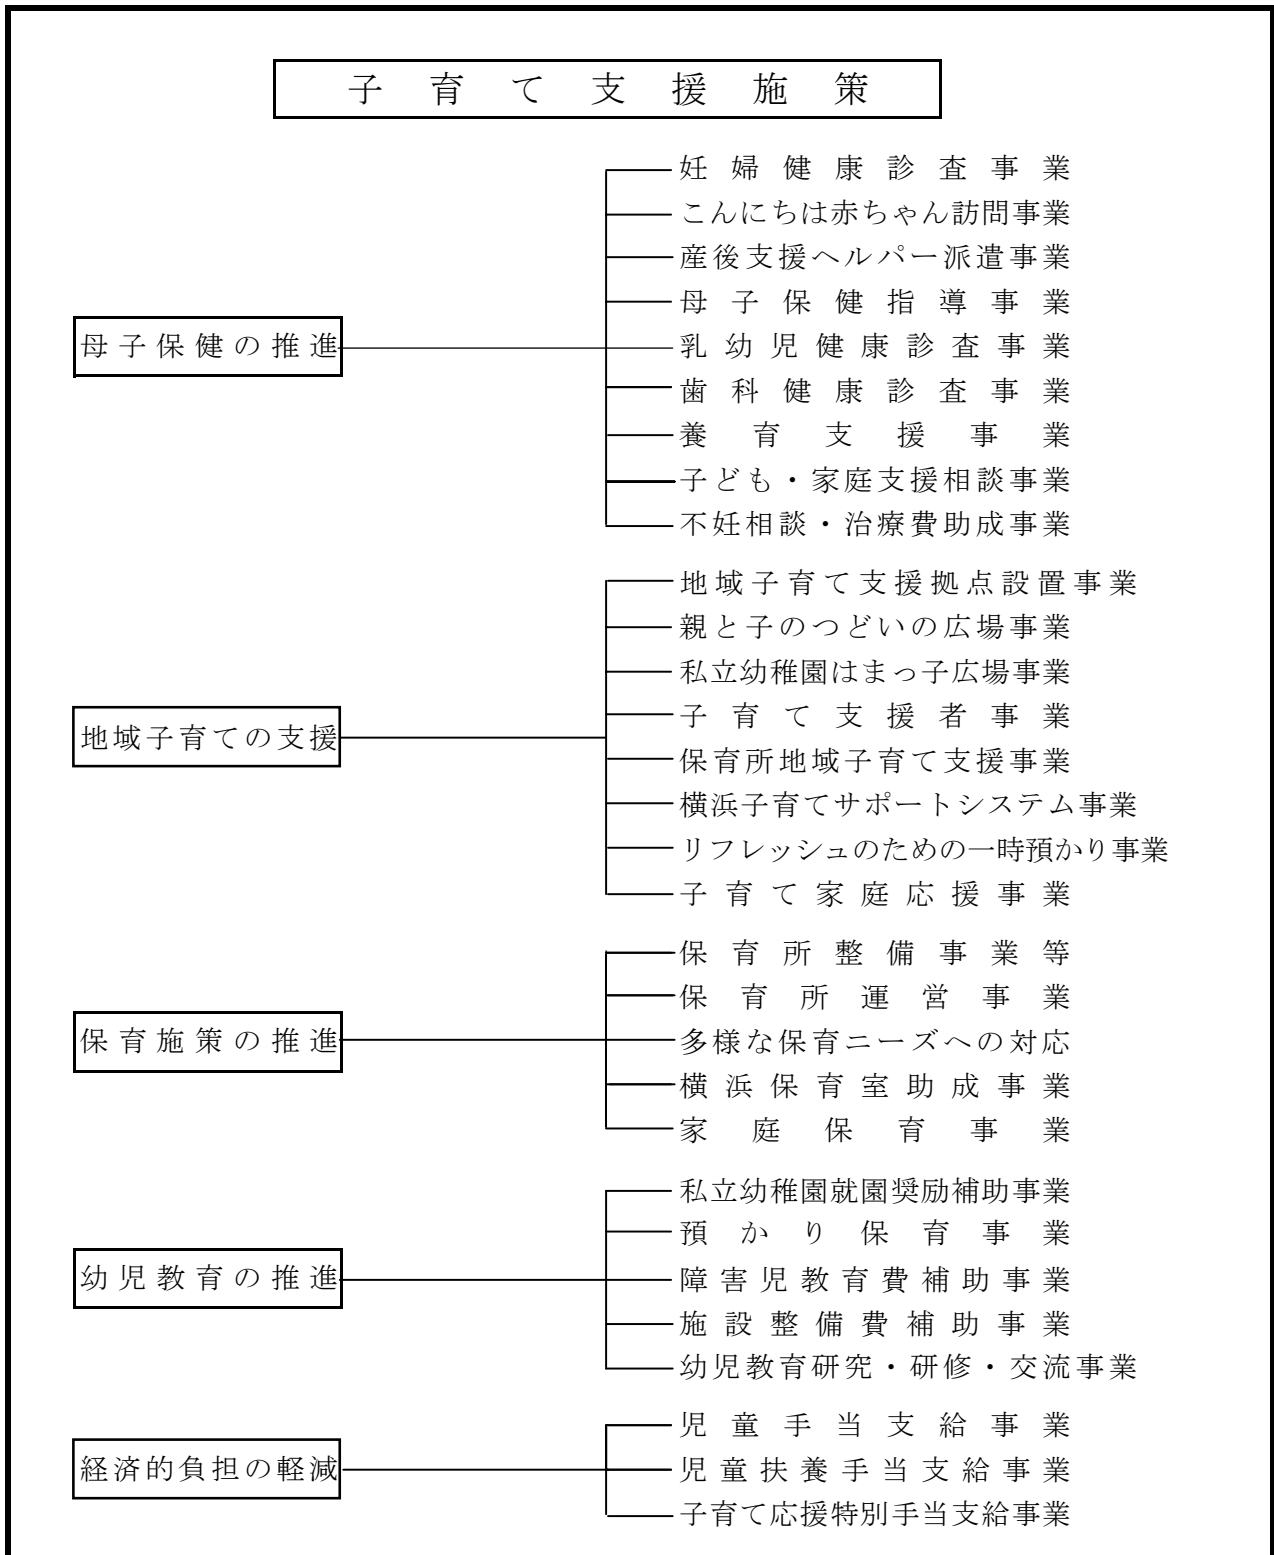 子育て支援施策
母子保健の推進
妊婦健康診査事業
こんにちは赤ちゃん訪問事業
産後支援ヘルパー派遣事業
母子保健指導事業
乳幼児健康診査事業
歯科健康診査事業
養育支援事業
子ども・家庭支援相談事業
不妊相談・治療費助成事業
地域子育ての支援
地域子育て支援拠点設置事業
親と子のつどいの広場事業
私立幼稚園はまっ子広場事業
子育て支援者事業
保育所地域子育て支援事業
横浜子育てサポートシステム事業
リフレッシュのための一時預かり事業
子育て家庭応援事業
保育施策の推進
保育所整備事業等
保育所運営事業
多様な保育ニーズへの対応
横浜保育室助成事業
家庭保育事業
幼児教育の推進
私立幼稚園就園奨励補助事業
預かり保育事業
障害児教育費補助事業
施設整備費補助事業
幼児教育研究・研修・交流事業
経済的負担の軽減
児童手当支給事業
児童扶養手当支給事業
子育て応援特別手当支給事業